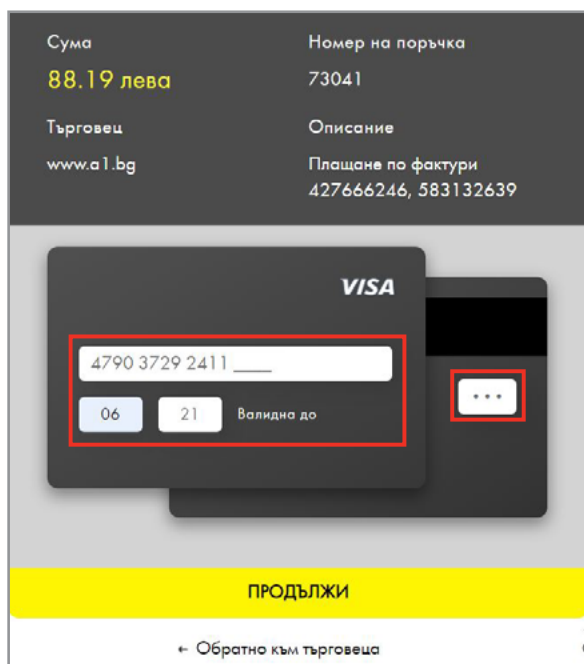 Сума
88.19 лева
Номер на поръчка
73041
Търговец
www.a1.bg
Описание
Плащане по фактури
427666246, 583132639
VISA
4790 3729 2411 ____
06 21 Валидна до
***
ПРОДЪЛЖИ
← Обратно към търговеца